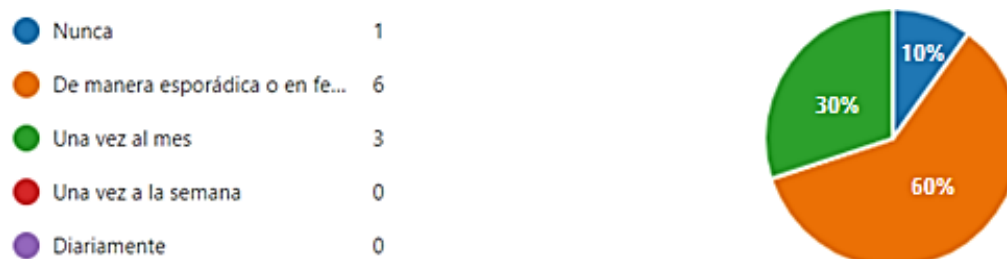 Nunca 1
De manera esporádica o en fe... 6
Una vez al mes 3
Una vez a la semana 0
Diariamente 0
10%
30%
60%